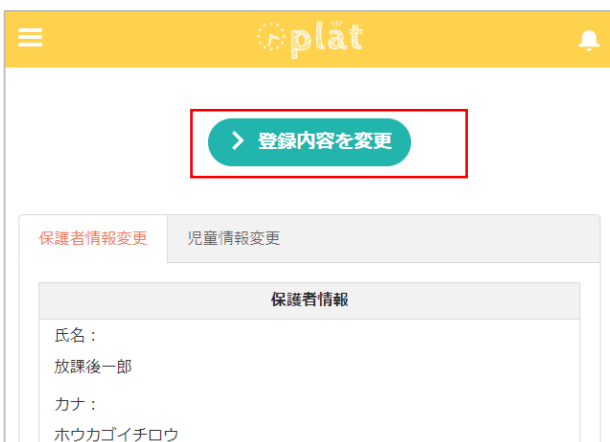 plät
登録内容を変更
保護者情報変更 児童情報変更
保護者情報
氏名：
放課後一郎
カナ：
ホウカゴイチロウ